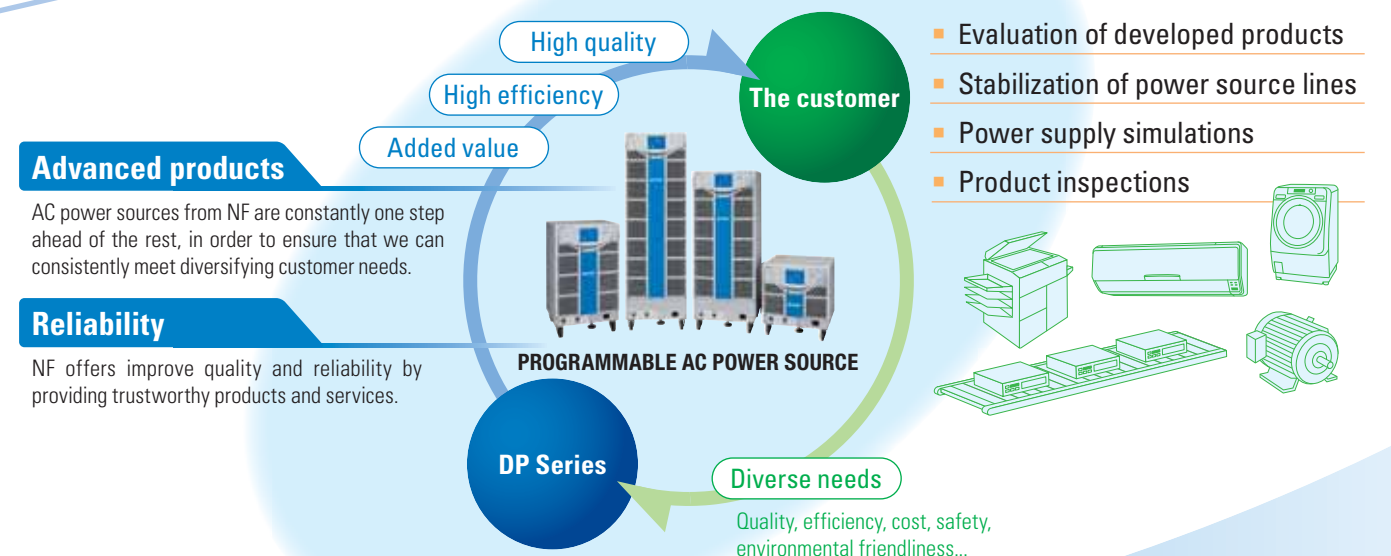 High quality
High efficiency
Added value
The customer
Evaluation of developed products
Stabilization of power source lines
Power supply simulations
Product inspections
Advanced products
AC power sources from NF are constantly one step
ahead of the rest, in order to ensure that we can
consistently meet diversifying customer needs.
Reliability
NF offers improve quality and reliability by
providing trustworthy products and services.
PROGRAMMABLE AC POWER SOURCE
DP Series
Diverse needs
Quality, efficiency, cost, safety,
environmental friendliness...